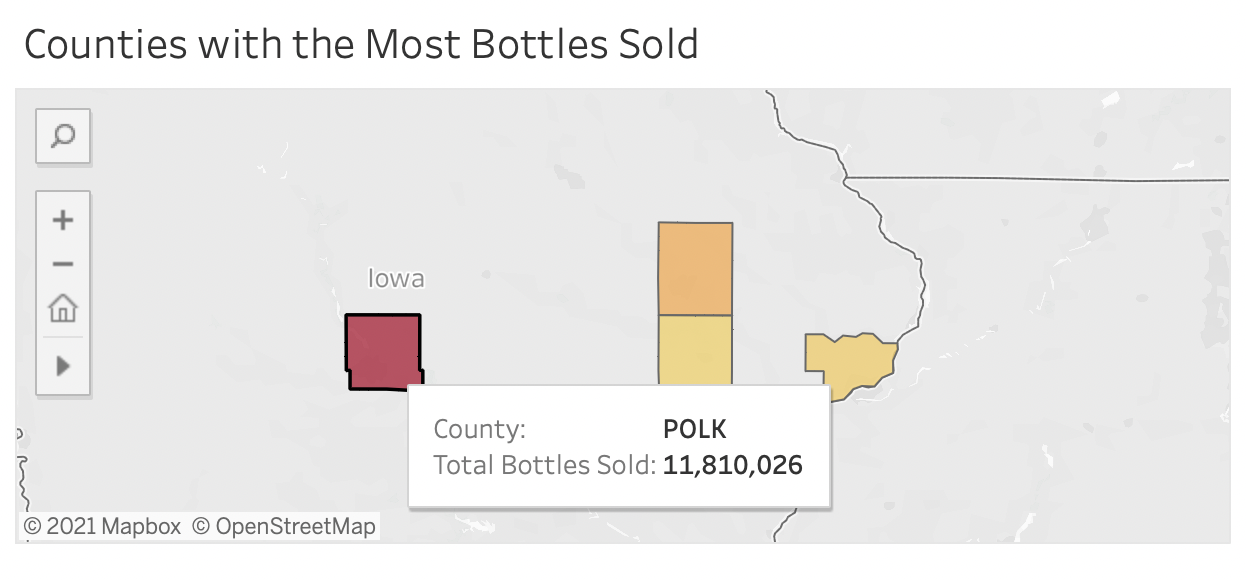 Counties with the Most Bottles Sold
Iowa
County: POLK
Total Bottles Sold: 11,810,026
© 2021 Mapbox © OpenStreetMap